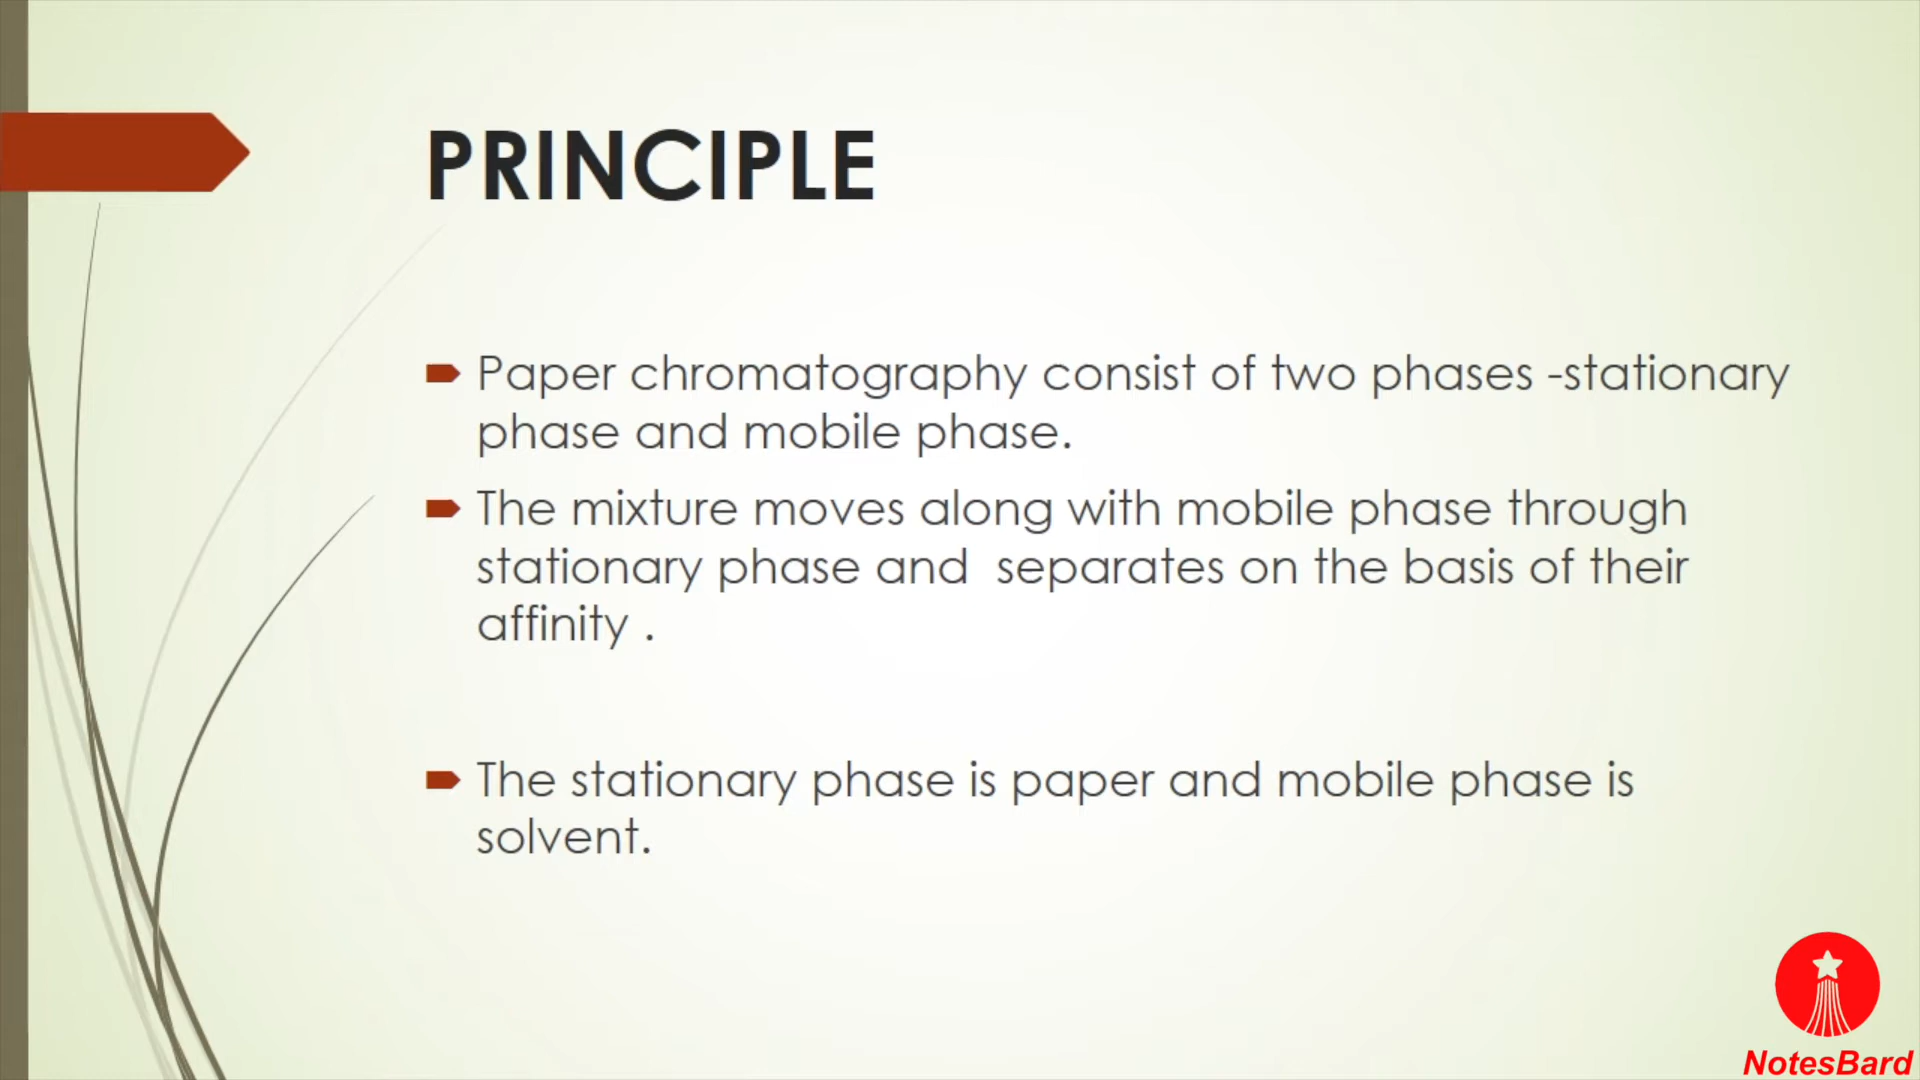 PRINCIPLE
Paper chromatography consist of two phases -stationary
phase and mobile phase.
The mixture moves along with mobile phase through
stationary phase and  separates on the basis of their
affinity .
The stationary phase is paper and mobile phase is
solvent.
NotesBard